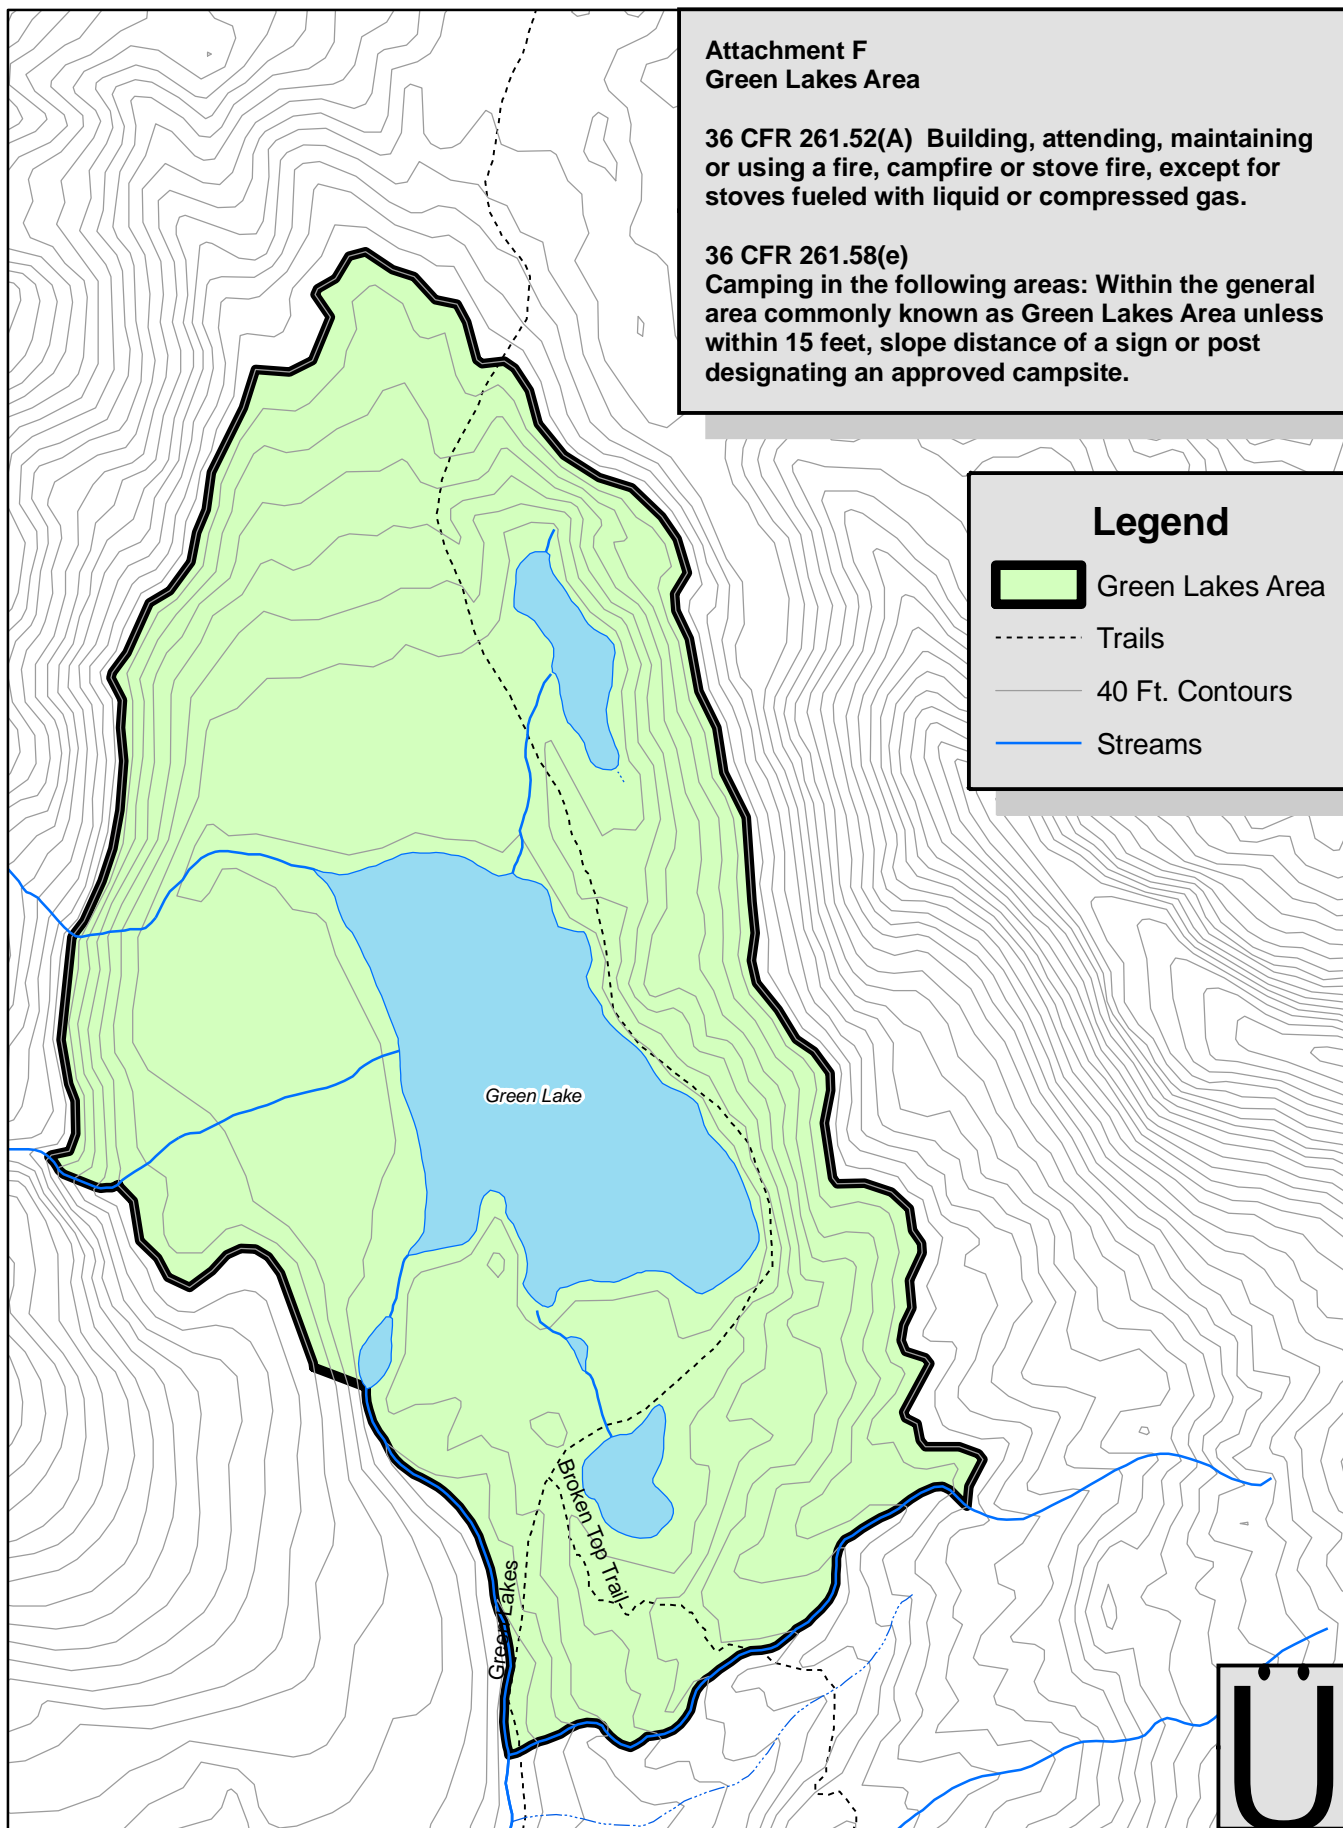 Attachment F
Green Lakes Area
36 CFR 261.52(A) Building, attending, maintaining
or using a fire, campfire or stove fire, except for
stoves fueled with liquid or compressed gas.
36 CFR 261.58(e)
Camping in the following areas: Within the general
area commonly known as Green Lakes Area unless
within 15 feet, slope distance of a sign or post
designating an approved campsite.
Legend
Green Lakes Area
Trails
40 Ft. Contours
Streams
Green Lake
Broken Top Trail
Green Lakes
Ü